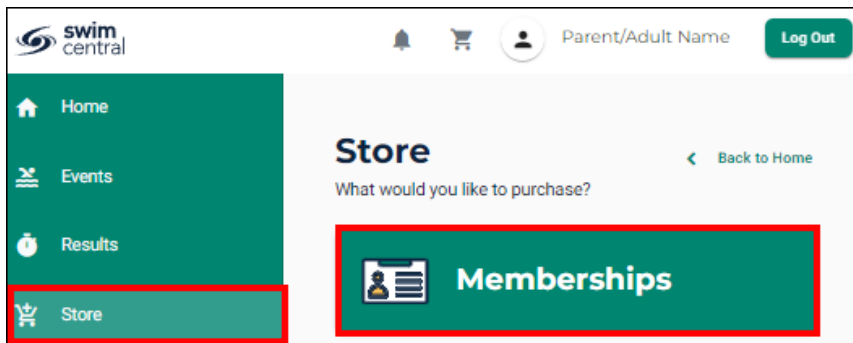 swim
central
Parent/Adult Name
Log Out
Home
Events
Results
Store
Store
Back to Home
What would you like to purchase?
Memberships